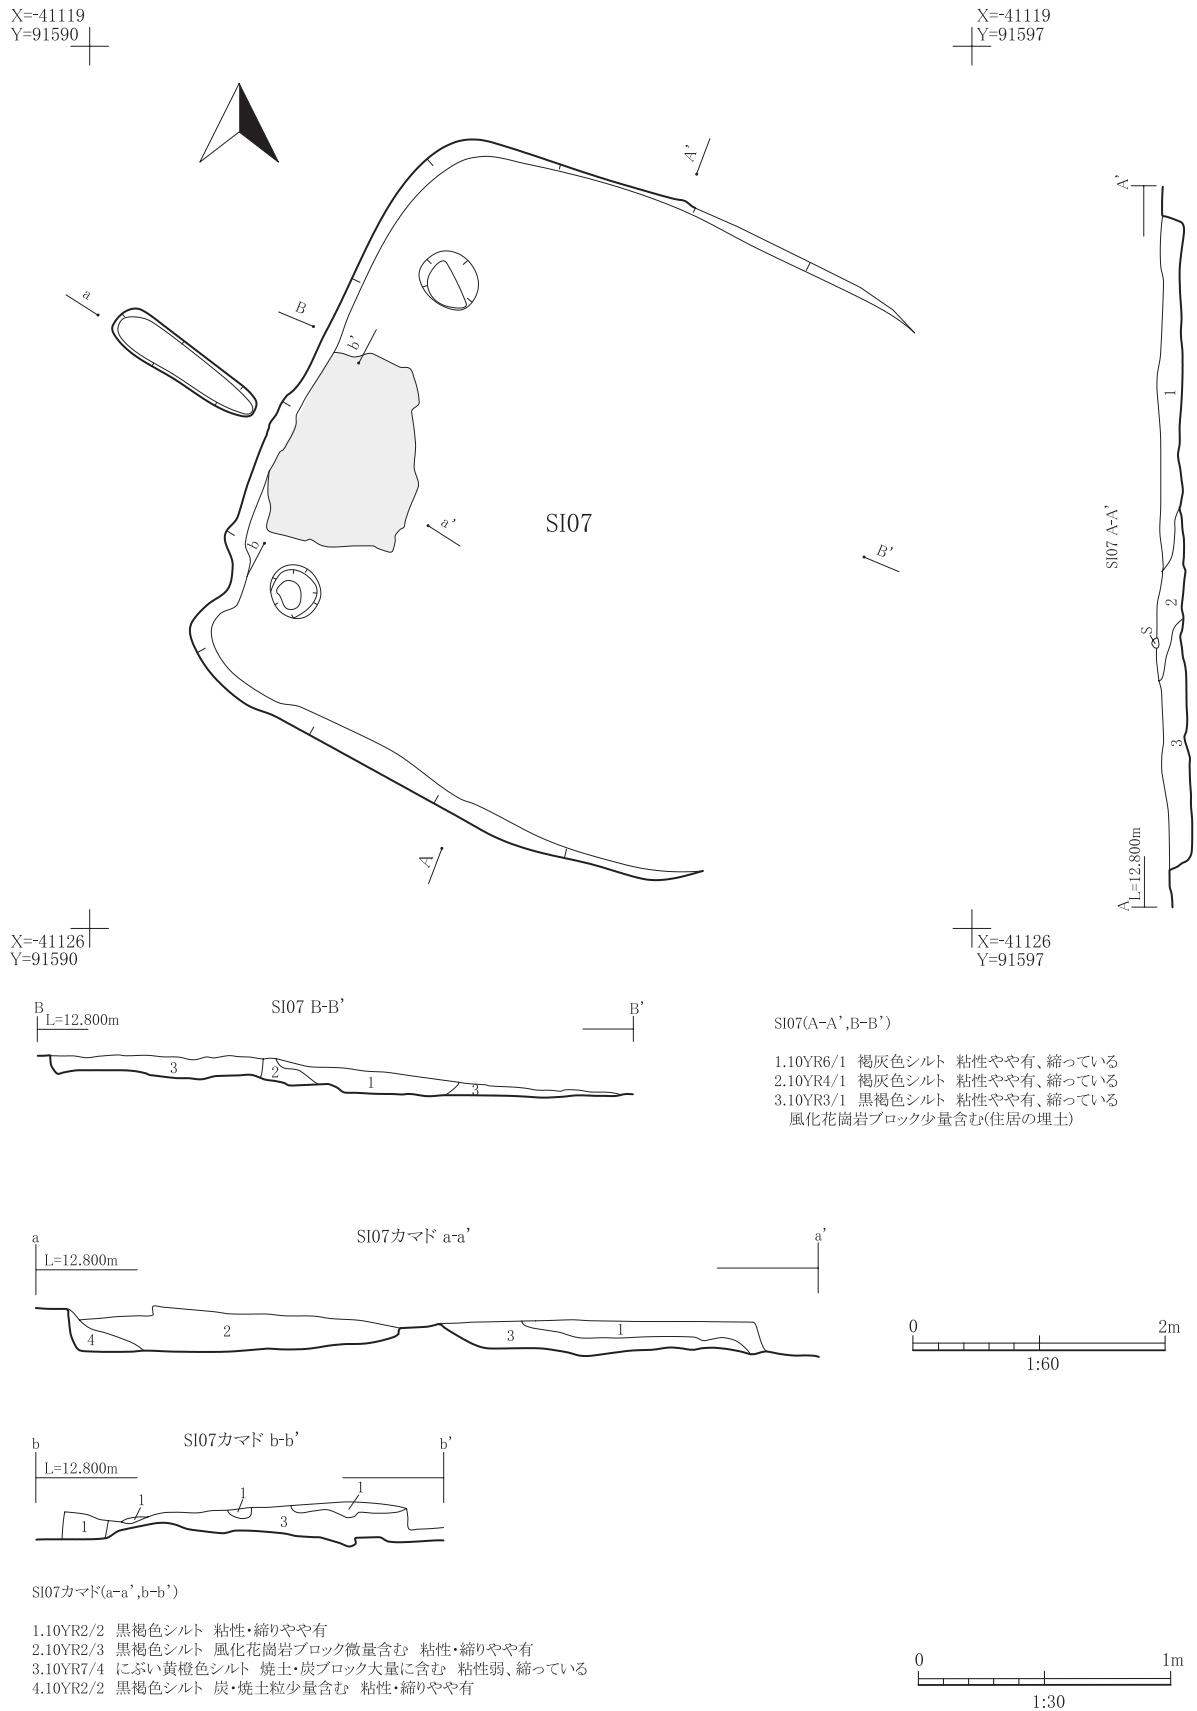 X=-41119
Y=91590
X=-41119
Y=91597
A'
A'
a
B
b'
1
SI07
a'
B'
SI07 A-A'
b
2
S
3
A
L=12.800m
A
X=-41126
Y=91590
X=-41126
Y=91597
B
SI07 B-B'
B'
L=12.800m
3
2
1
3
SI07(A-A',B-B')
1.10YR6/1 褐灰色シルト 粘性やや有、締っている
2.10YR4/1 褐灰色シルト 粘性やや有、締っている
3.10YR3/1 黒褐色シルト 粘性やや有、締っている
風化花崗岩ブロック少量含む(住居の埋土)
a
SI07カマド a-a'
a'
L=12.800m
4
2
3
1
0
2m
1:60
b
SI07カマド b-b'
b'
L=12.800m
1
1
1
1
3
SI07カマド(a-a',b-b')
1.10YR2/2 黒褐色シルト 粘性・締りやや有
2.10YR2/3 黒褐色シルト 風化花崗岩ブロック微量含む 粘性・締りやや有
3.10YR7/4 にぶい黄橙色シルト 焼土・炭ブロック大量に含む 粘性弱、締っている
4.10YR2/2 黒褐色シルト 炭・焼土粒少量含む 粘性・締りやや有
0
1m
1:30